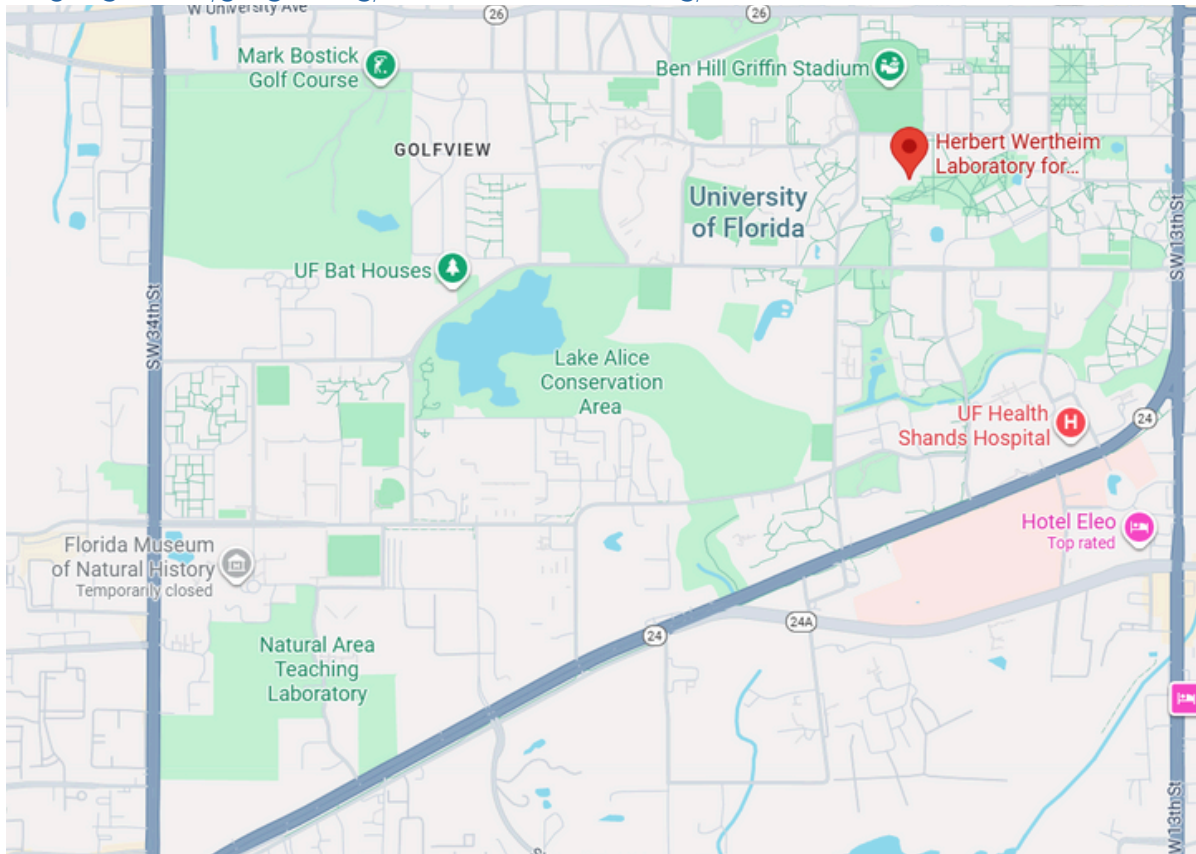 W University Ave
26
26
Mark Bostick
Golf Course
Ben Hill Griffin Stadium
GOLFVIEW
Herbert Wertheim
Laboratory for...
University
of Florida
SW 13th St
UF Bat Houses
SW 34th St
Lake Alice
Conservation
Area
UF Health
Shands Hospital
H
24
Hotel Eleo
Top rated
Florida Museum
of Natural History
Temporarily closed
24A
24
Natural Area
Teaching
Laboratory
W 13th St